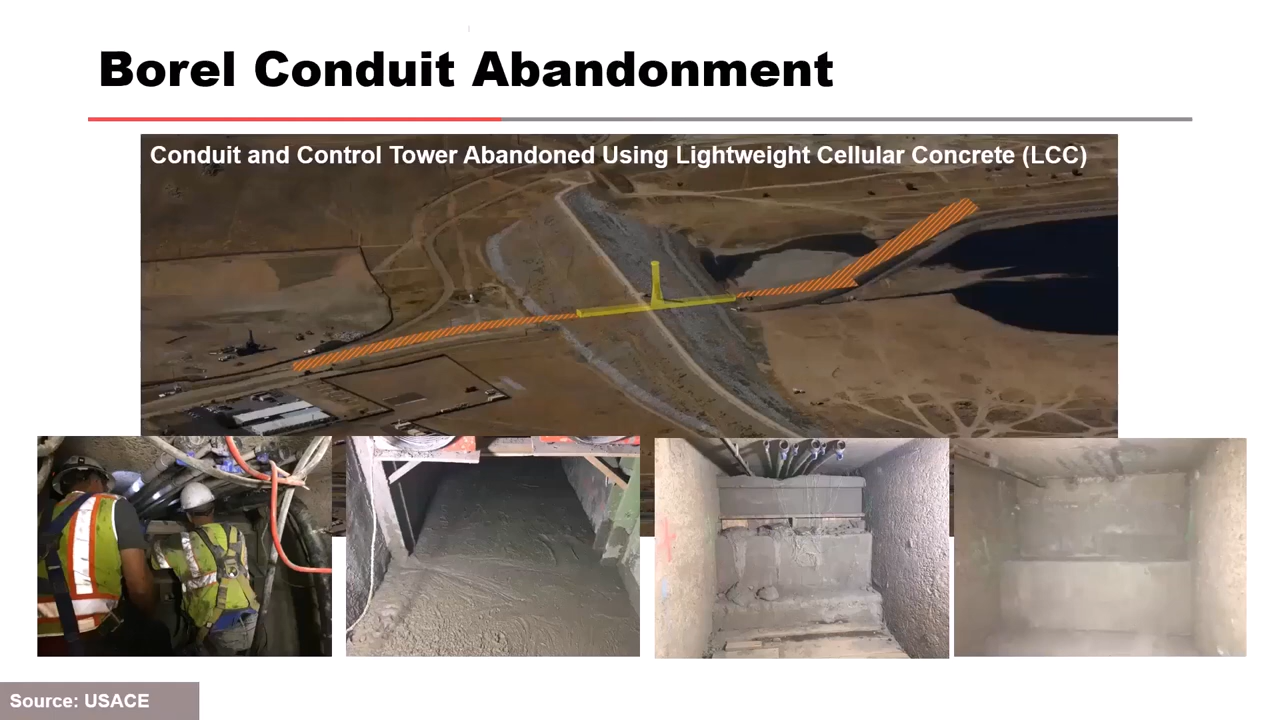 Borel Conduit Abandonment
Conduit and Control Tower Abandoned Using Lightweight Cellular Concrete (LCC)
Source: USACE